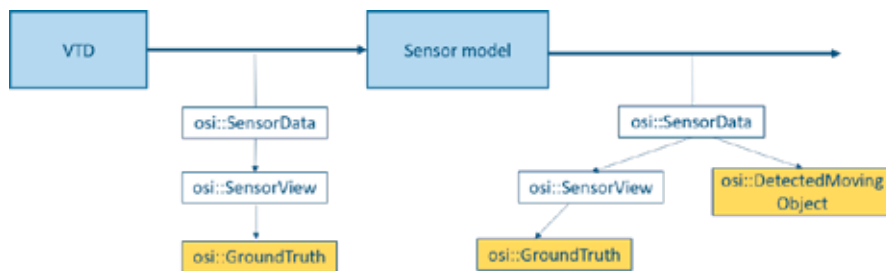 VTD
Sensor model
osi::SensorData
osi::SensorData
osi::SensorView
osi::SensorView
osi::DetectedMoving
Object
osi::GroundTruth
osi::GroundTruth